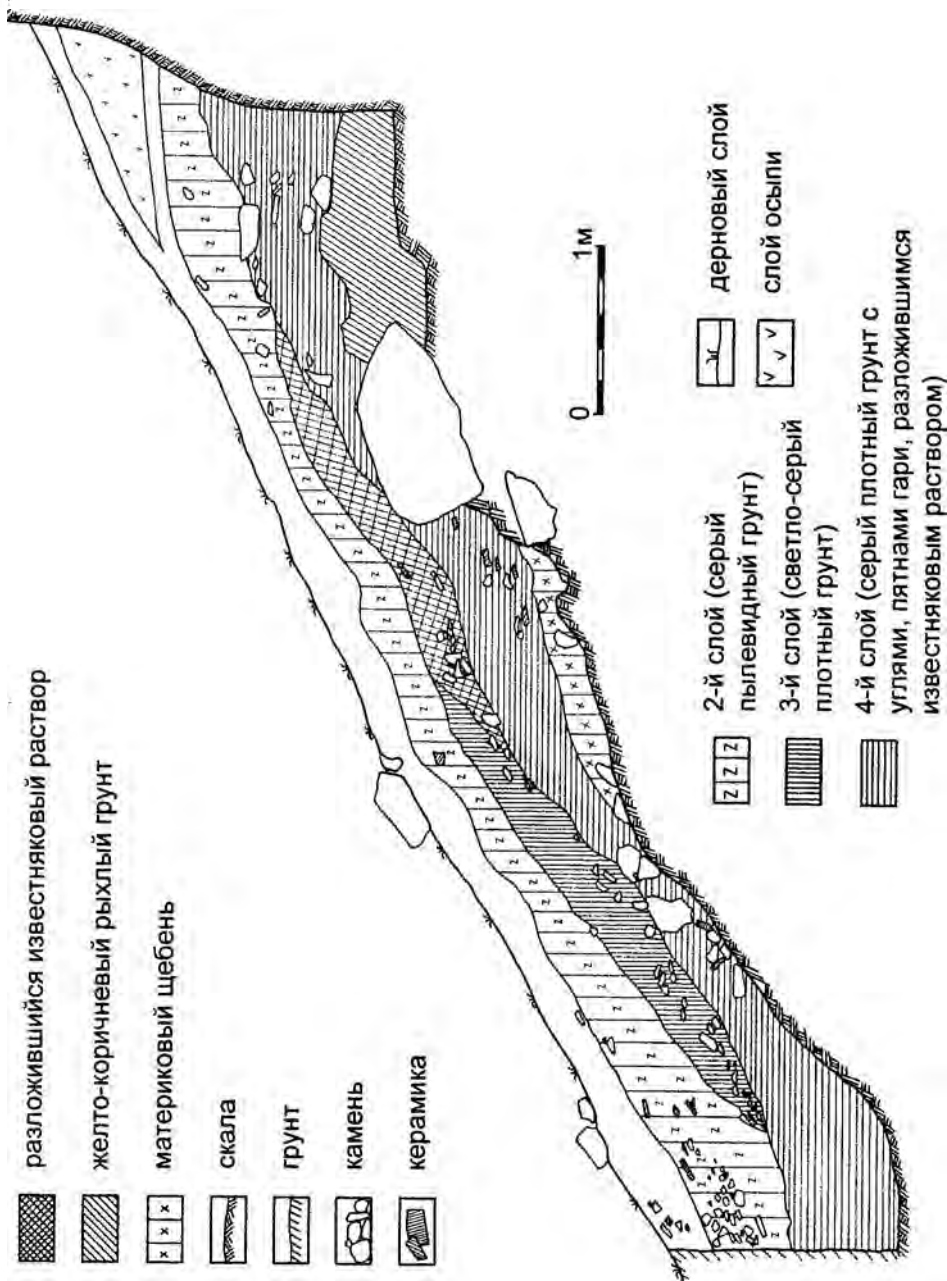 разложившийся известняковый раствор
желто-коричневый рыхлый грунт
материковый щебень
скала
грунт
камень
керамика
0 1м
2-й слой (серый
пылевидный грунт)
3-й слой (светло-серый
плотный грунт)
4-й слой (серый плотный грунт с
углями, пятнами гари, разложившимся
известняковым раствором)
дерновый слой
слой осыпи